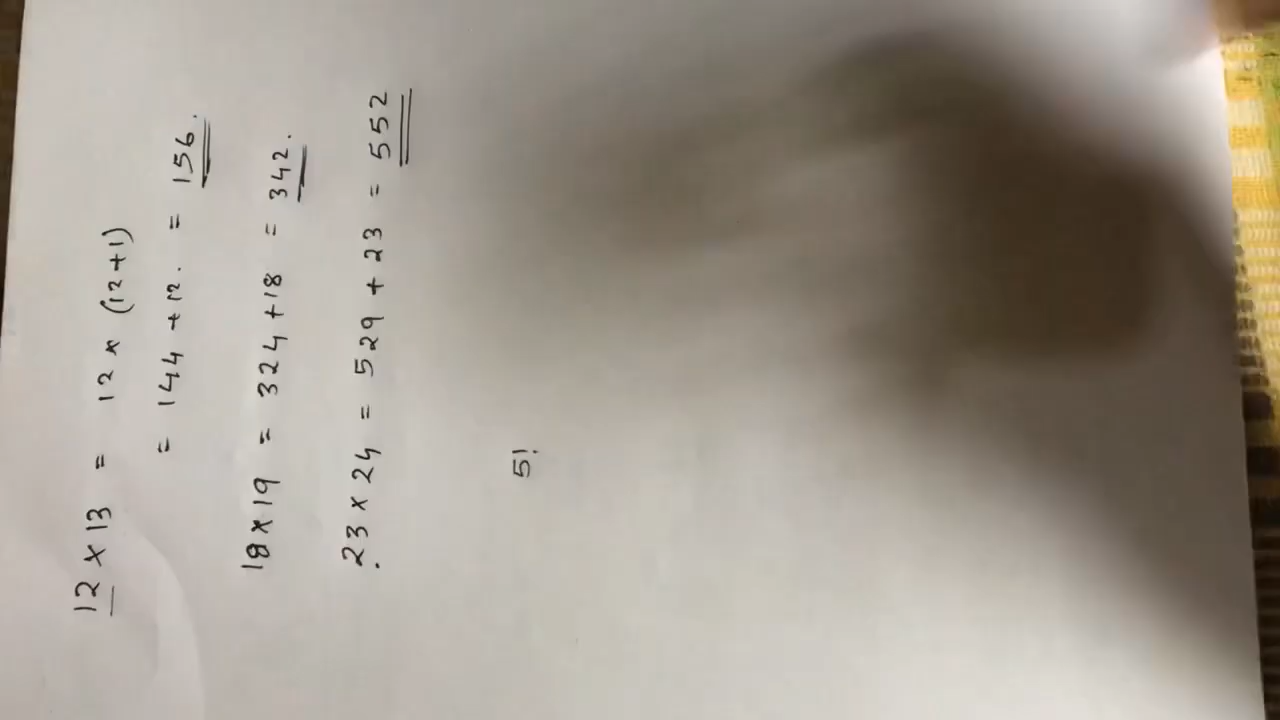 12 × 13 = 12 × (12+1)
= 144 + 12. = 156.
18 × 19 = 324 + 18 = 342.
.23 × 24 = 529 + 23 = 552
5!